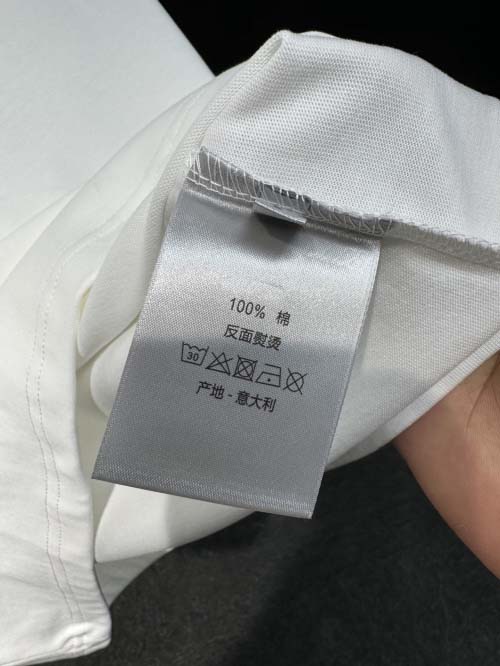 100% 棉
反面熨烫
30
产地 - 意大利